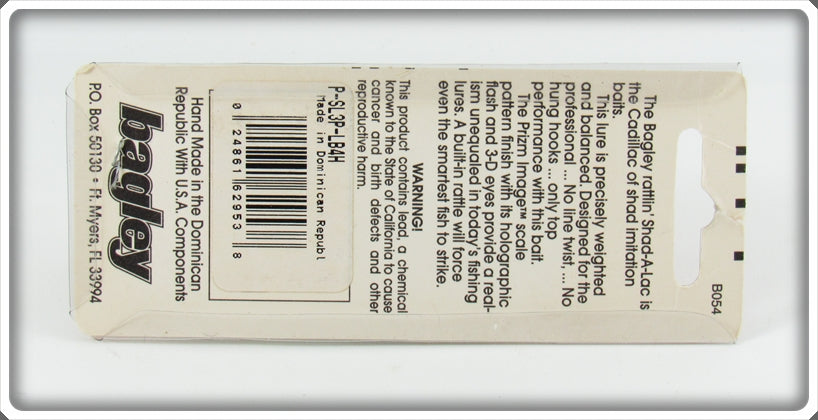 B054
The Bagley rattlin' Shad-A-Lac is
the Cadillac of shad imitation
baits.
This lure is precisely weighted
and balanced. Designed for the
professional ... No line twist, ... No
hung hooks ... only top
performance with this bait.
The Prizm Image™ scale
pattern finish with its holographic
flash and 3-D eyes provide a real-
ism unequaled in today's fishing
lures. A built-in rattle will force
even the smartest fish to strike.
WARNING!
This product contains lead, a chemical
known to the State of California to cause
cancer and birth defects and other
reproductive harm.
P-SL3P-LB4H
Made in Dominican Republ
0 24861 62953 8
Hand Made in the Dominican
Republic With U.S.A. Components
bagley
P.O. Box 50130 • Ft. Myers, FL 33994